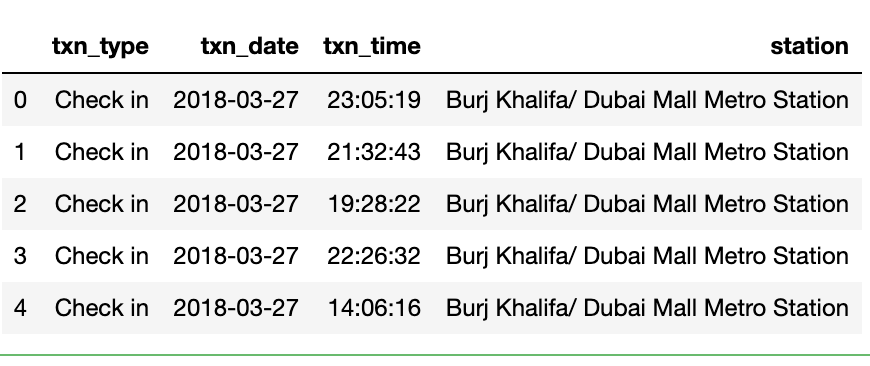 txn_type txn_date txn_time station
0 Check in 2018-03-27 23:05:19 Burj Khalifa/ Dubai Mall Metro Station
1 Check in 2018-03-27 21:32:43 Burj Khalifa/ Dubai Mall Metro Station
2 Check in 2018-03-27 19:28:22 Burj Khalifa/ Dubai Mall Metro Station
3 Check in 2018-03-27 22:26:32 Burj Khalifa/ Dubai Mall Metro Station
4 Check in 2018-03-27 14:06:16 Burj Khalifa/ Dubai Mall Metro Station